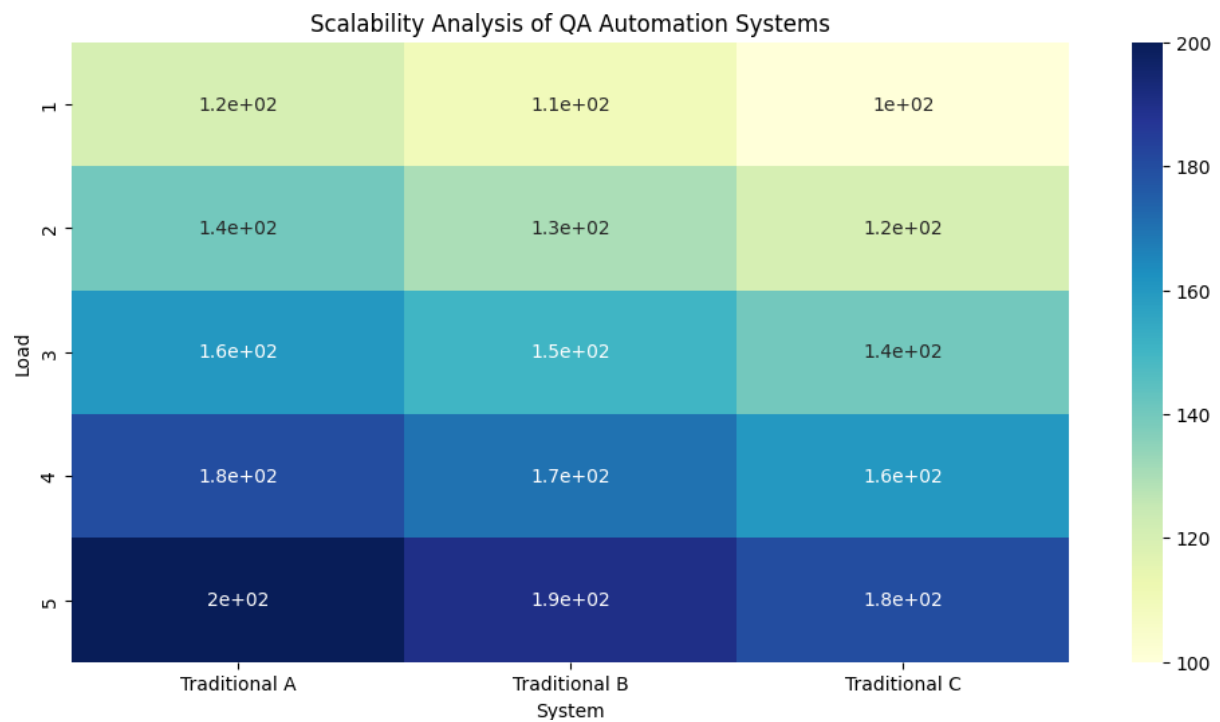 Scalability Analysis of QA Automation Systems
200
1 1.2e+02 1.1e+02 1e+02
180
2 1.4e+02 1.3e+02 1.2e+02
160
Load
3 1.6e+02 1.5e+02 1.4e+02
140
4 1.8e+02 1.7e+02 1.6e+02
120
5 2e+02 1.9e+02 1.8e+02
100
Traditional A Traditional B Traditional C
System